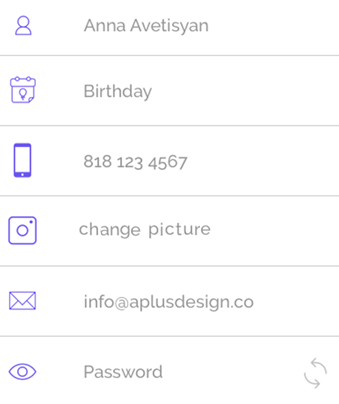 Anna Avetisyan
Birthday
818 123 4567
change picture
info@aplusdesign.co
Password